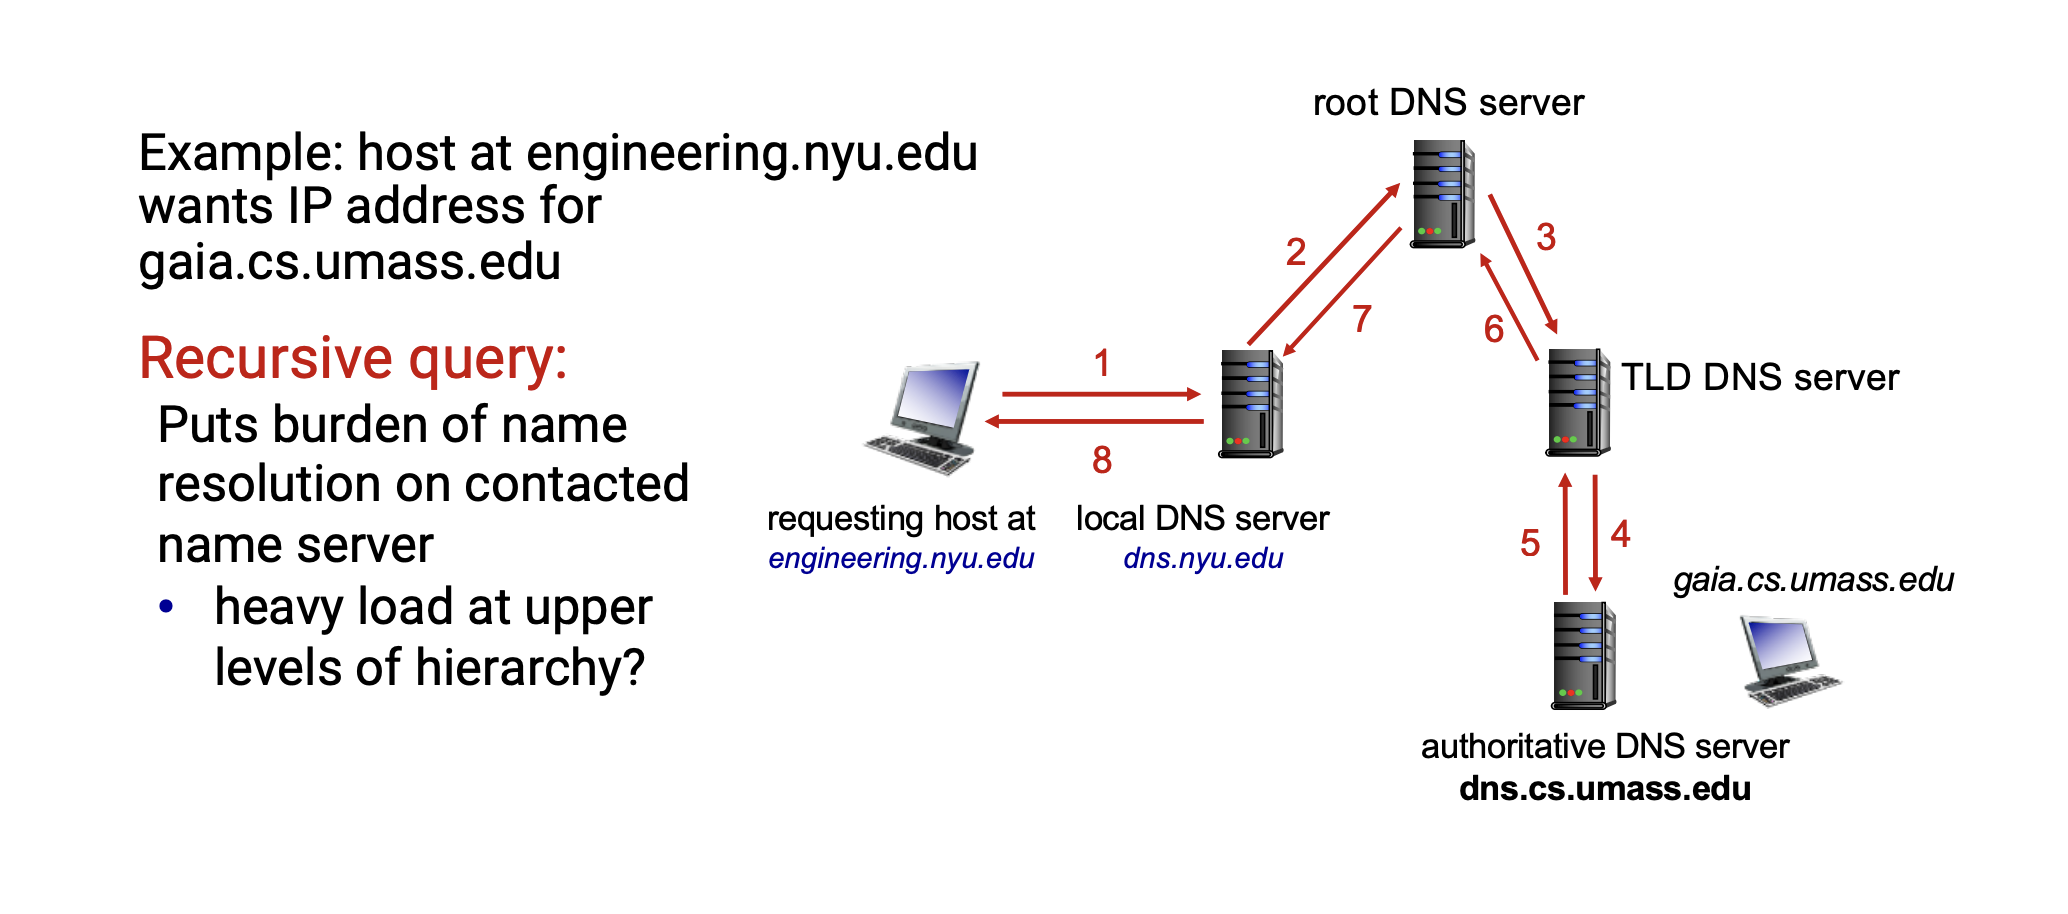 Example: host at engineering.nyu.edu
wants IP address for
gaia.cs.umass.edu
Recursive query:
Puts burden of name
resolution on contacted
name server
• heavy load at upper
levels of hierarchy?
root DNS server
2
3
7
6
1
TLD DNS server
8
requesting host at
engineering.nyu.edu
local DNS server
dns.nyu.edu
5
4
gaia.cs.umass.edu
authoritative DNS server
dns.cs.umass.edu